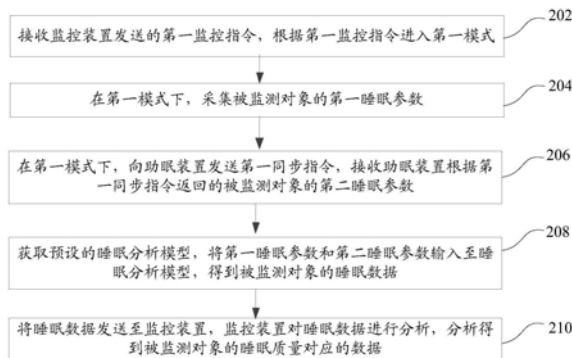 接收监控装置发送的第一监控指令，根据第一监控指令进入第一模式
202
在第一模式下，采集被监测对象的第一睡眠参数
204
在第一模式下，向助眠装置发送第一同步指令，接收助眠装置根据第
一同步指令返回的被监测对象的第二睡眠参数
206
获取预设的睡眠分析模型，将第一睡眠参数和第二睡眠参数输入至睡
眠分析模型，得到被监测对象的睡眠数据
208
将睡眠数据发送至监控装置，监控装置对睡眠数据进行分析，分析得
到被监测对象的睡眠质量对应的数据
210